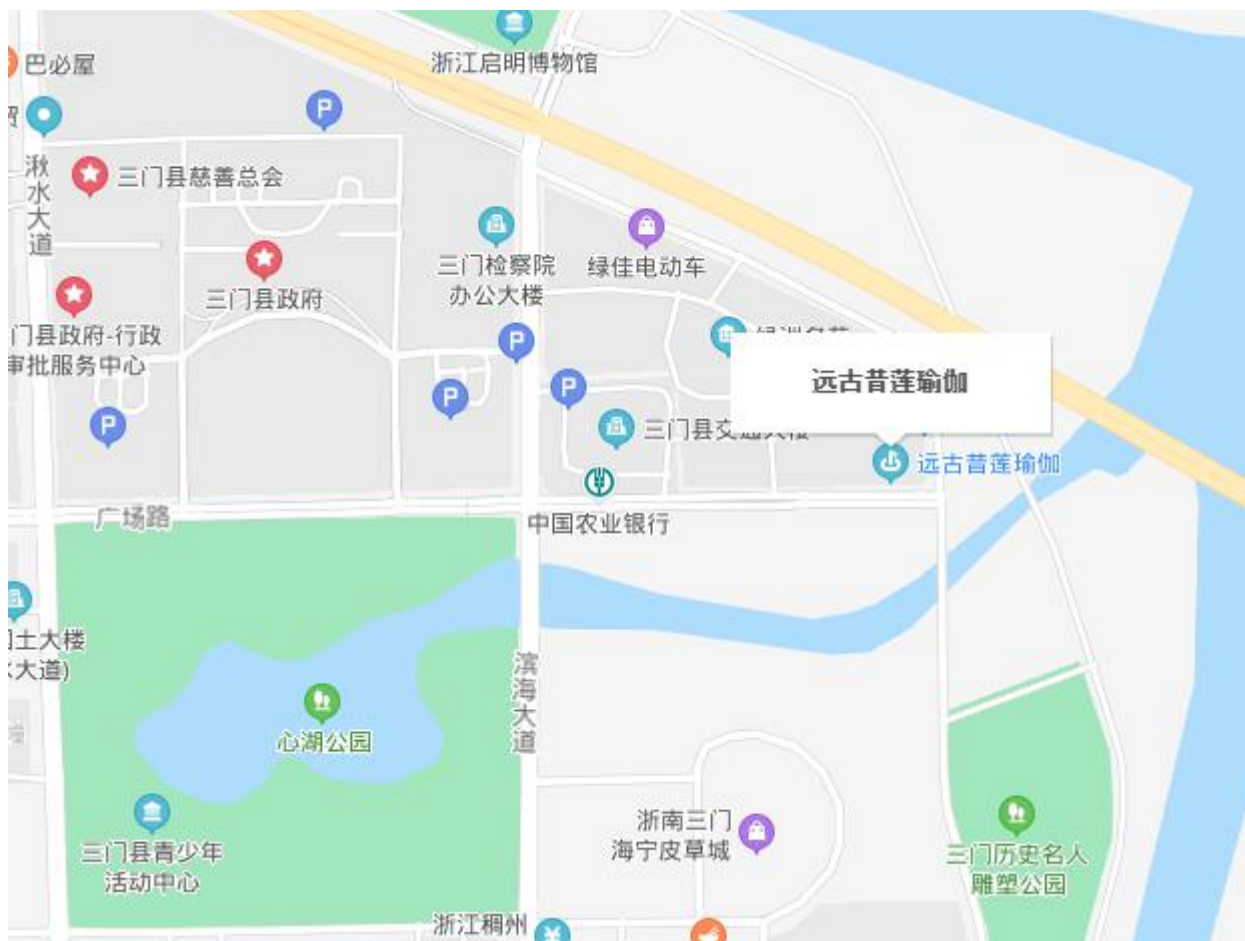 浙江启明博物馆
巴必屋
P
湫水大道
三门县慈善总会
三门检察院
办公大楼
绿佳电动车
三门县政府
门县政府-行政
审批服务中心
P
P
P
P
远古昔莲瑜伽
三门县交通大楼
远古昔莲瑜伽
广场路
中国农业银行
国土大楼
水大道)
滨海大道
心湖公园
浙南三门
海宁皮草城
三门县青少年
活动中心
三门历史名人
雕塑公园
浙江稠州